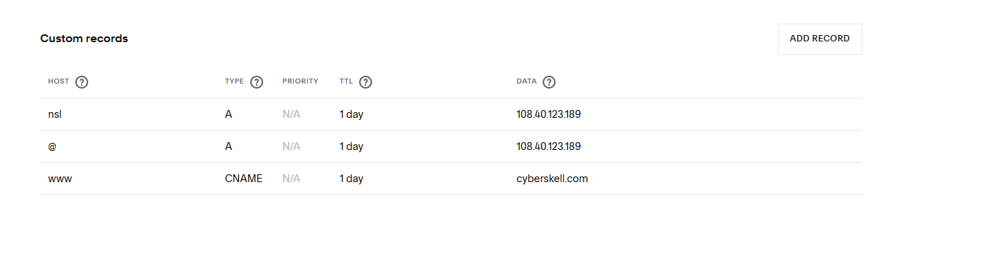 Custom records
ADD RECORD
HOST TYPE PRIORITY TTL DATA
nsl A N/A 1 day 108.40.123.189
@ A N/A 1 day 108.40.123.189
www CNAME N/A 1 day cyberskell.com